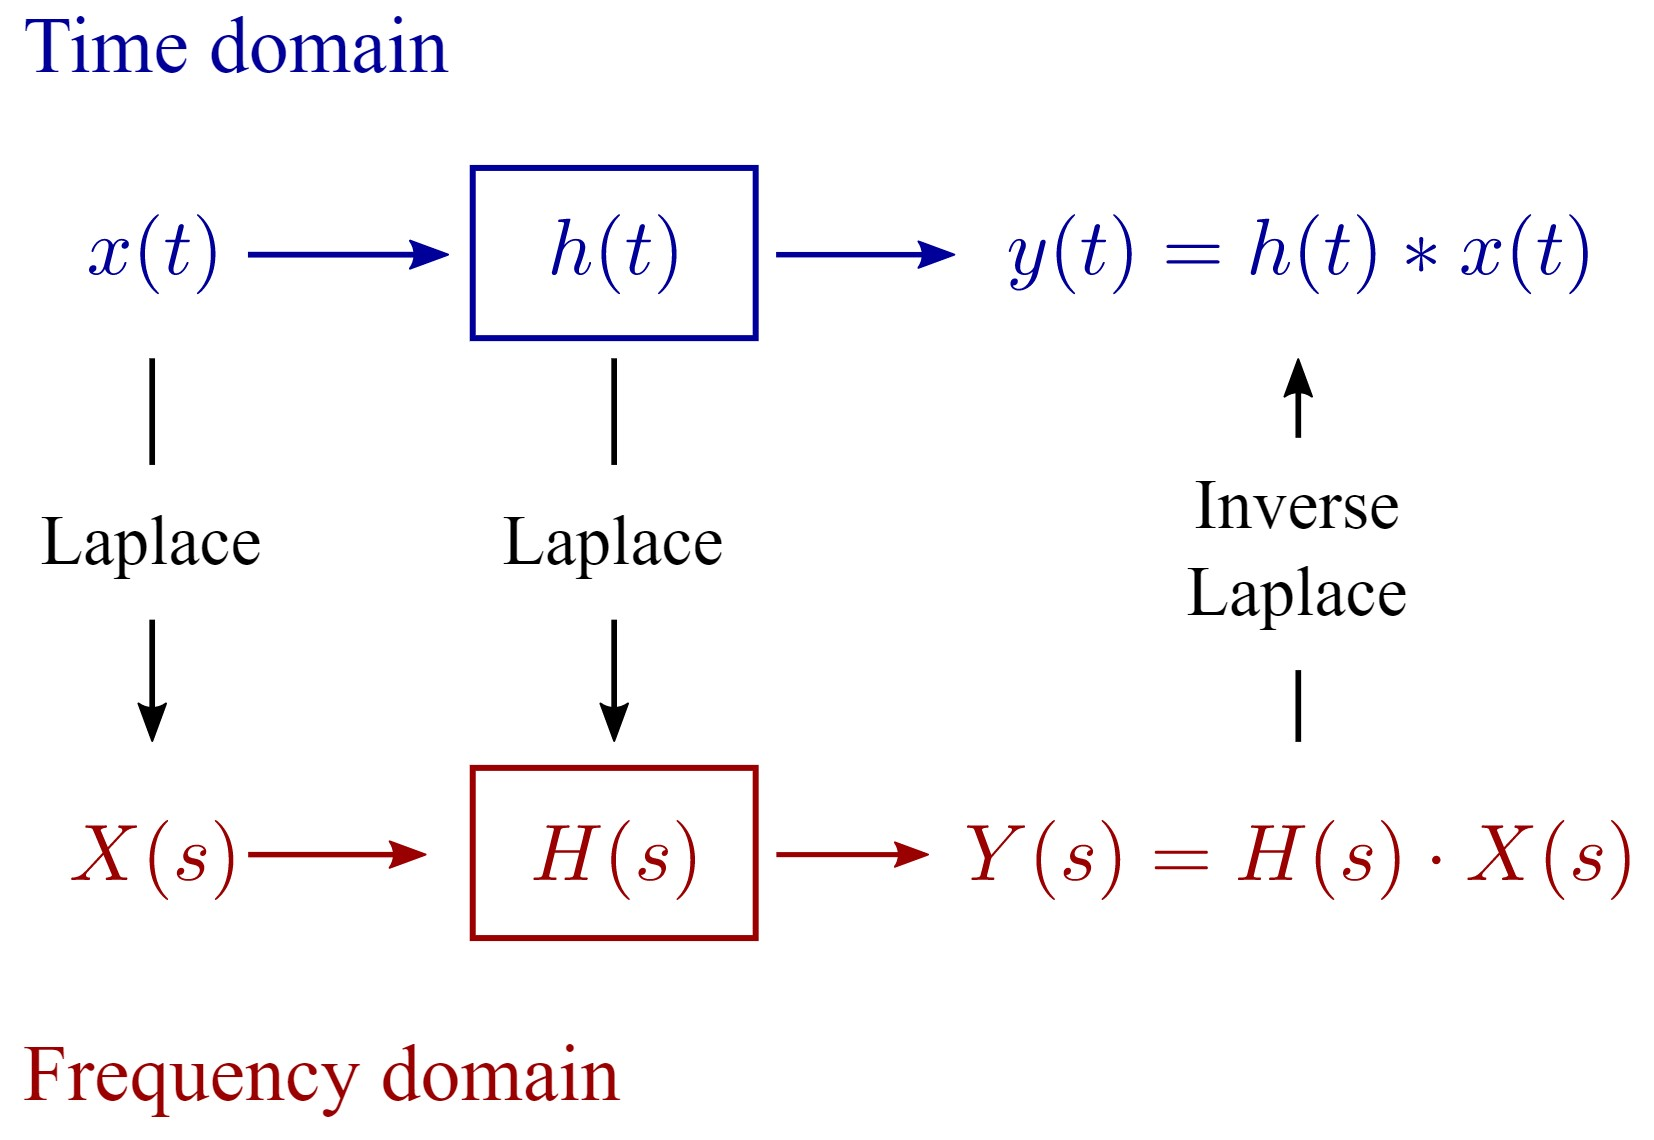 Time domain
x(t) h(t) y(t) = h(t) ∗ x(t)
Laplace Laplace Inverse Laplace
X(s) H(s) Y(s) = H(s) · X(s)
Frequency domain